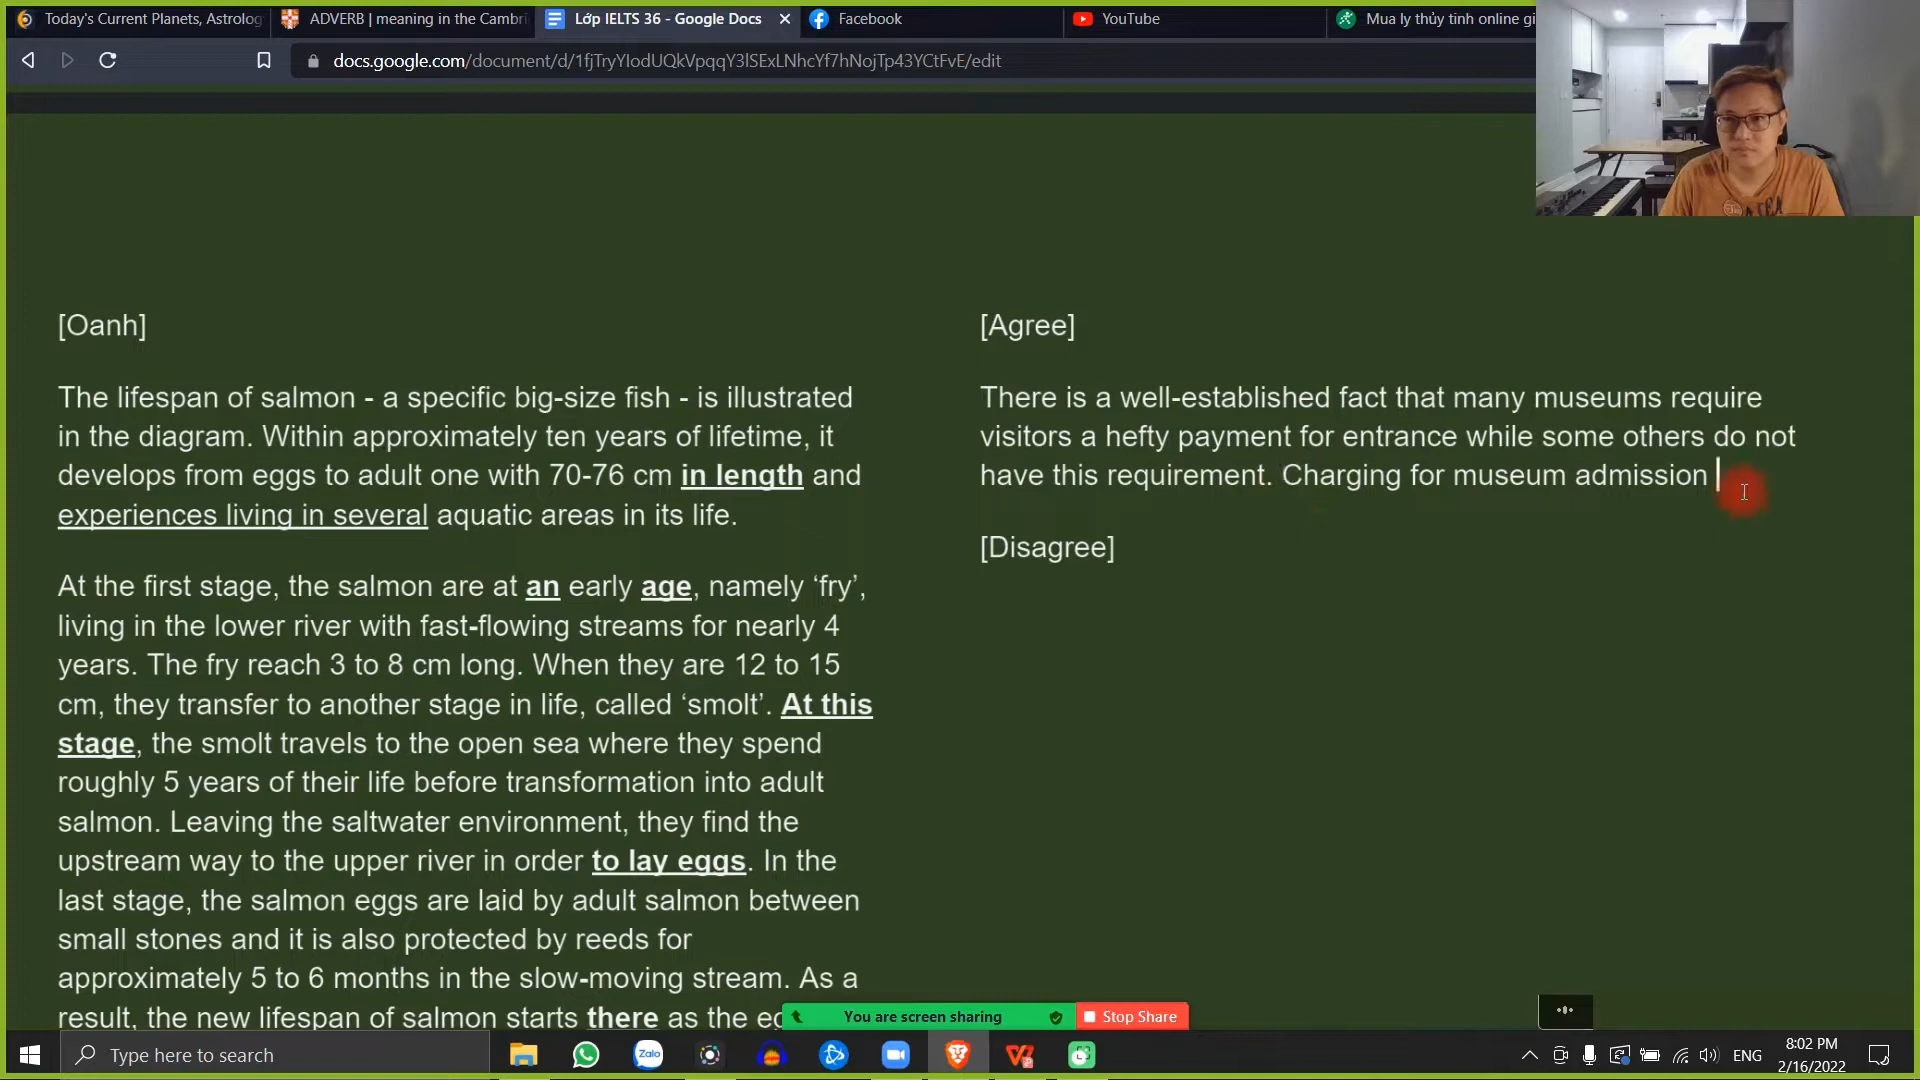 Today's Current Planets, Astrolog
ADVERB | meaning in the Cambri
Lớp IELTS 36 - Google Docs
Facebook
YouTube
Mua ly thủy tinh online gi
docs.google.com/document/d/1fjTryYIodUQkVpqqY3lSExLNhcYf7hNojTp43YCtFvE/edit
[Oanh]
The lifespan of salmon - a specific big-size fish - is illustrated
in the diagram. Within approximately ten years of lifetime, it
develops from eggs to adult one with 70-76 cm in length and
experiences living in several aquatic areas in its life.
At the first stage, the salmon are at an early age, namely ‘fry’,
living in the lower river with fast-flowing streams for nearly 4
years. The fry reach 3 to 8 cm long. When they are 12 to 15
cm, they transfer to another stage in life, called ‘smolt’. At this
stage, the smolt travels to the open sea where they spend
roughly 5 years of their life before transformation into adult
salmon. Leaving the saltwater environment, they find the
upstream way to the upper river in order to lay eggs. In the
last stage, the salmon eggs are laid by adult salmon between
small stones and it is also protected by reeds for
approximately 5 to 6 months in the slow-moving stream. As a
result, the new lifespan of salmon starts there as the eg
[Agree]
There is a well-established fact that many museums require
visitors a hefty payment for entrance while some others do not
have this requirement. Charging for museum admission
[Disagree]
You are screen sharing
Stop Share
Type here to search
Zalo
ENG
8:02 PM
2/16/2022